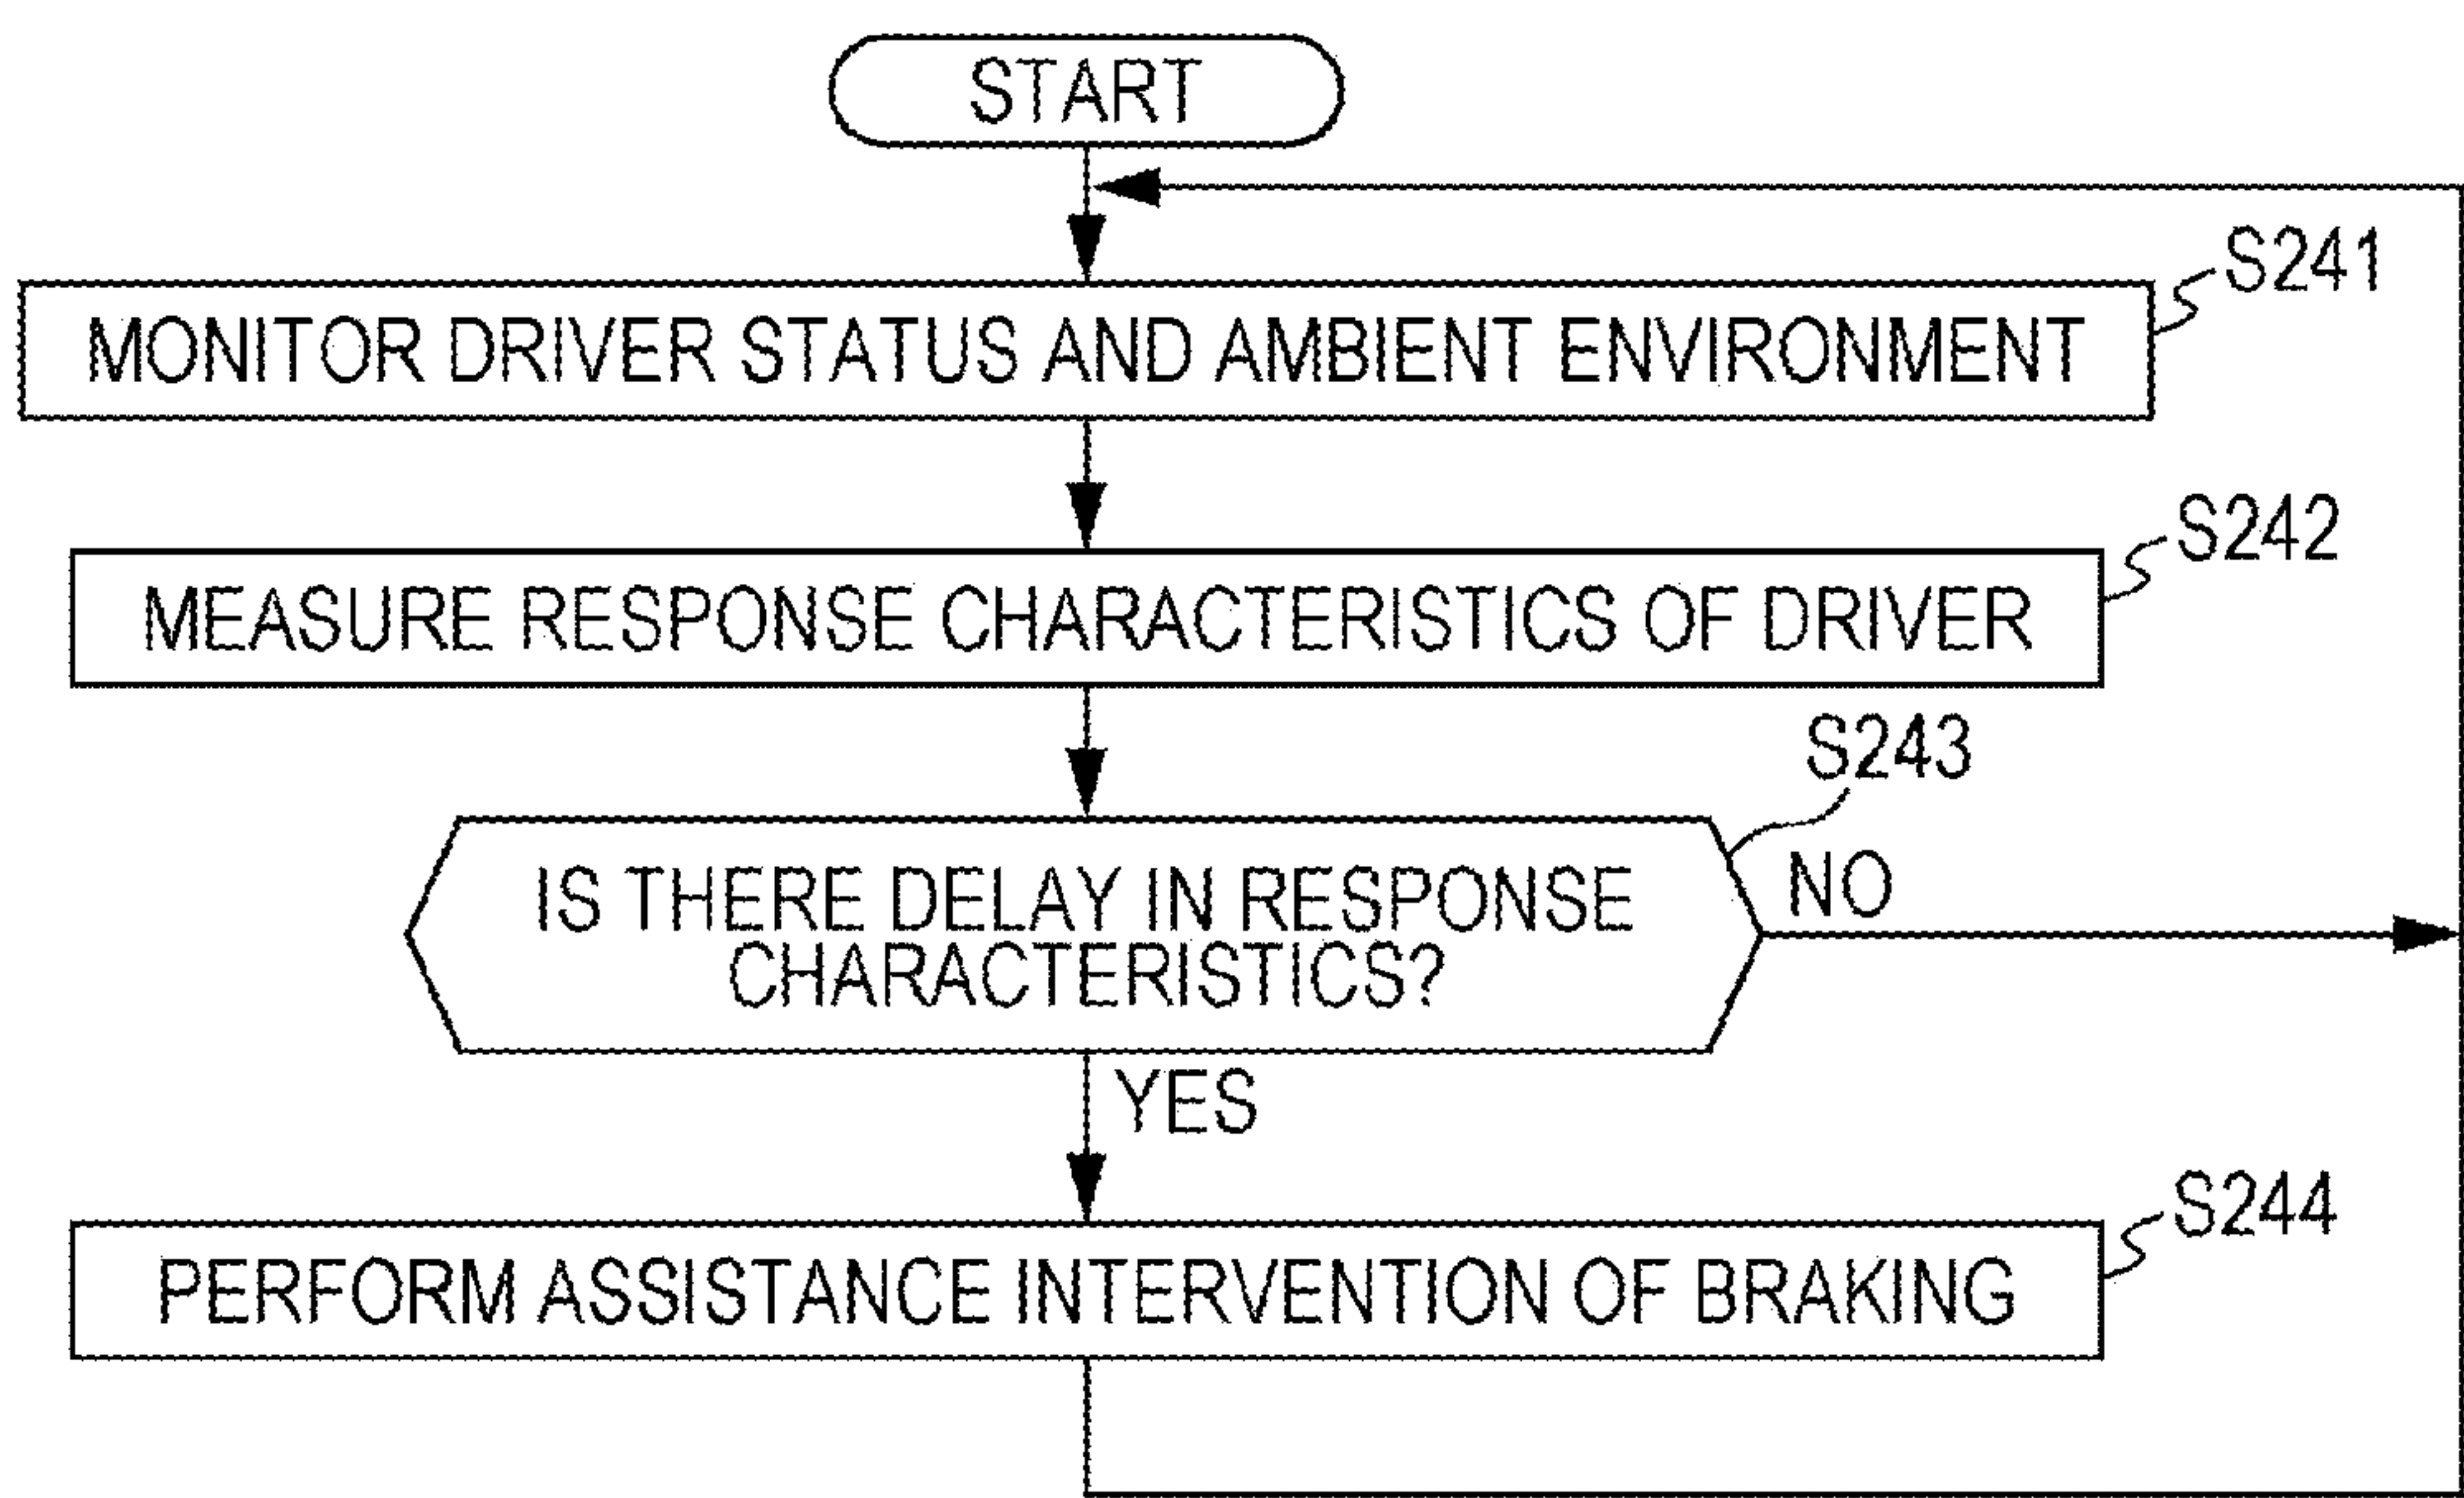 START
S241
MONITOR DRIVER STATUS AND AMBIENT ENVIRONMENT
S242
MEASURE RESPONSE CHARACTERISTICS OF DRIVER
S243
IS THERE DELAY IN RESPONSE
CHARACTERISTICS?
NO
YES
S244
PERFORM ASSISTANCE INTERVENTION OF BRAKING